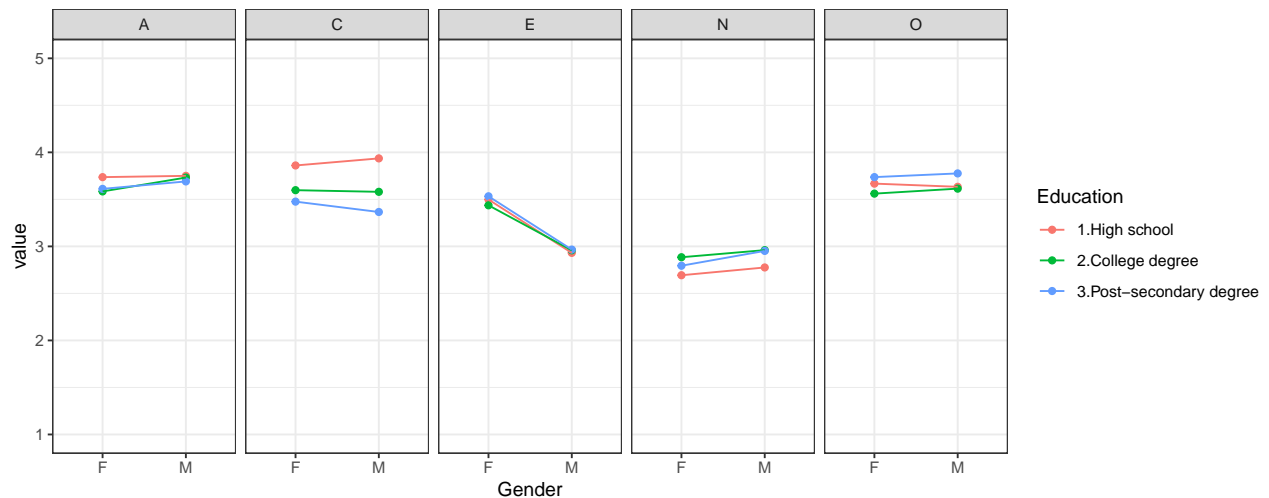 A C E N O
5
4
3
2
1
value
F M F M F M F M F M
Gender
Education
1.High school
2.College degree
3.Post−secondary degree